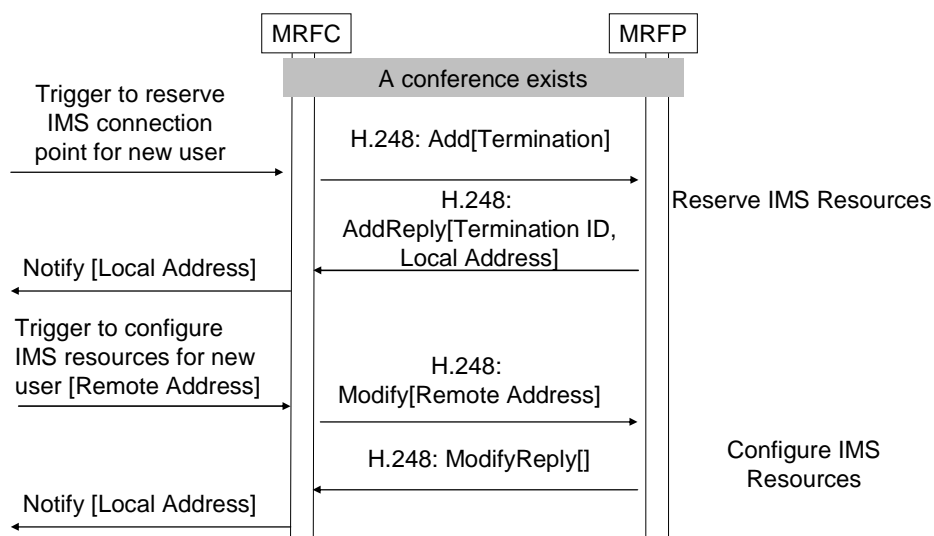 MRFC
MRFP
A conference exists
Trigger to reserve
IMS connection
point for new user
H.248: Add[Termination]
Reserve IMS Resources
H.248:
AddReply[Termination ID,
Local Address]
Notify [Local Address]
Trigger to configure
IMS resources for new
user [Remote Address]
H.248:
Modify[Remote Address]
Configure IMS
Resources
H.248: ModifyReply[]
Notify [Local Address]